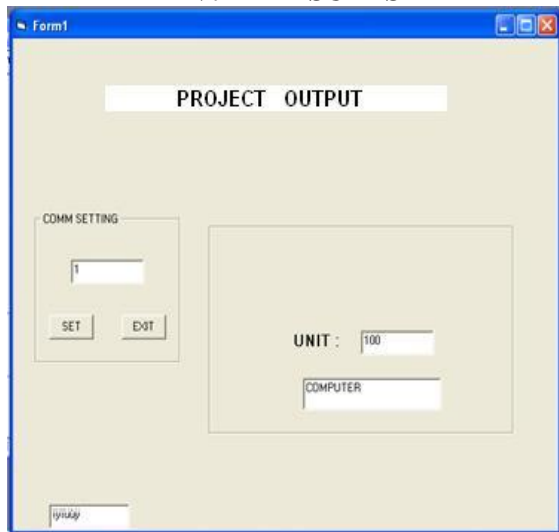 Form1
PROJECT OUTPUT
COMM SETTING
1
SET EXIT
UNIT : 100
COMPUTER